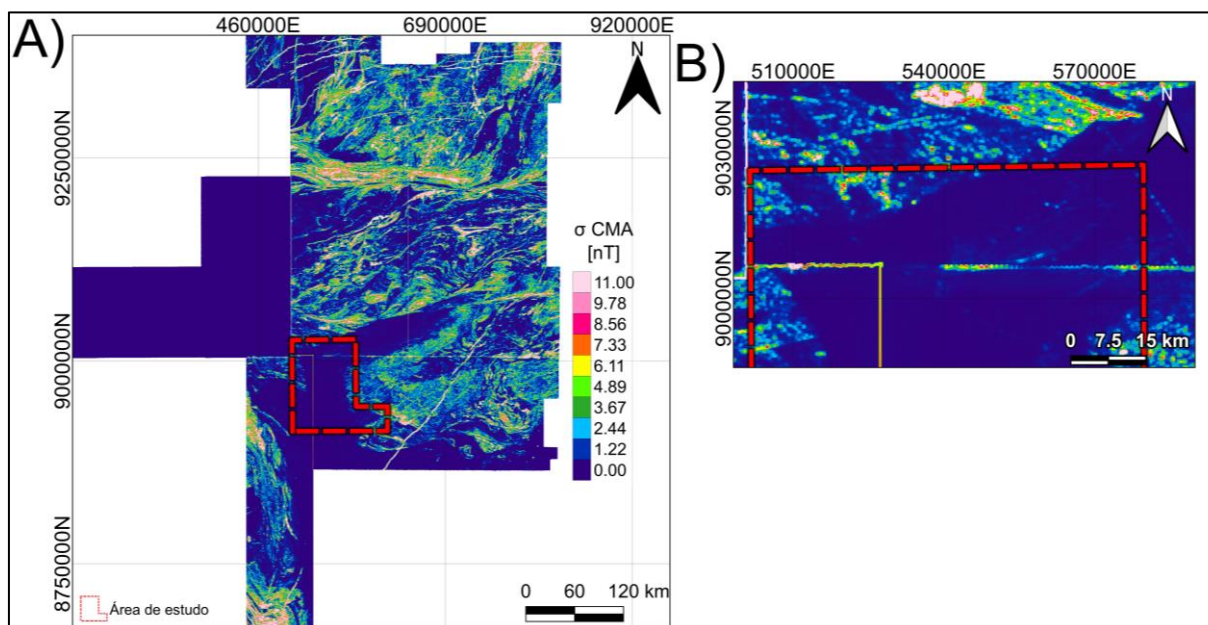 A)
460000E 690000E 920000E
N
9250000N
9000000N
8750000N
σ CMA
[nT]
11.00
9.78
8.56
7.33
6.11
4.89
3.67
2.44
1.22
0.00
Área de estudo
0 60 120 km
B)
510000E 540000E 570000E
N
9030000N
9000000N
0 7.5 15 km